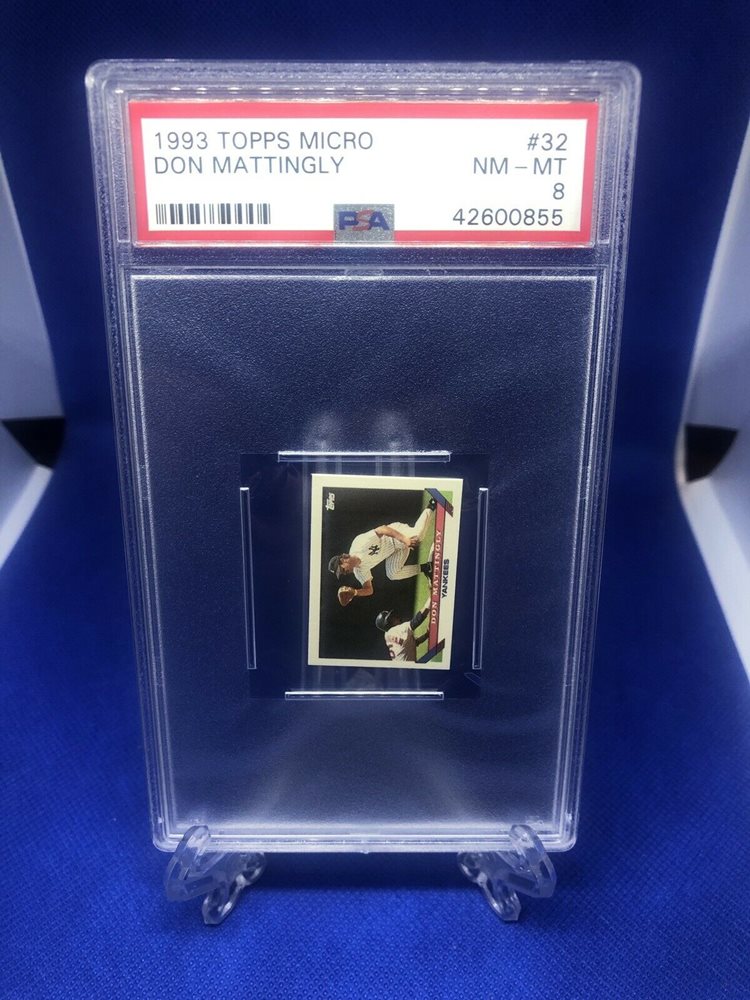 1993 TOPPS MICRO #32
DON MATTINGLY NM - MT
8
PSA 42600855
Topps
DON MATTINGLY
YANKEES